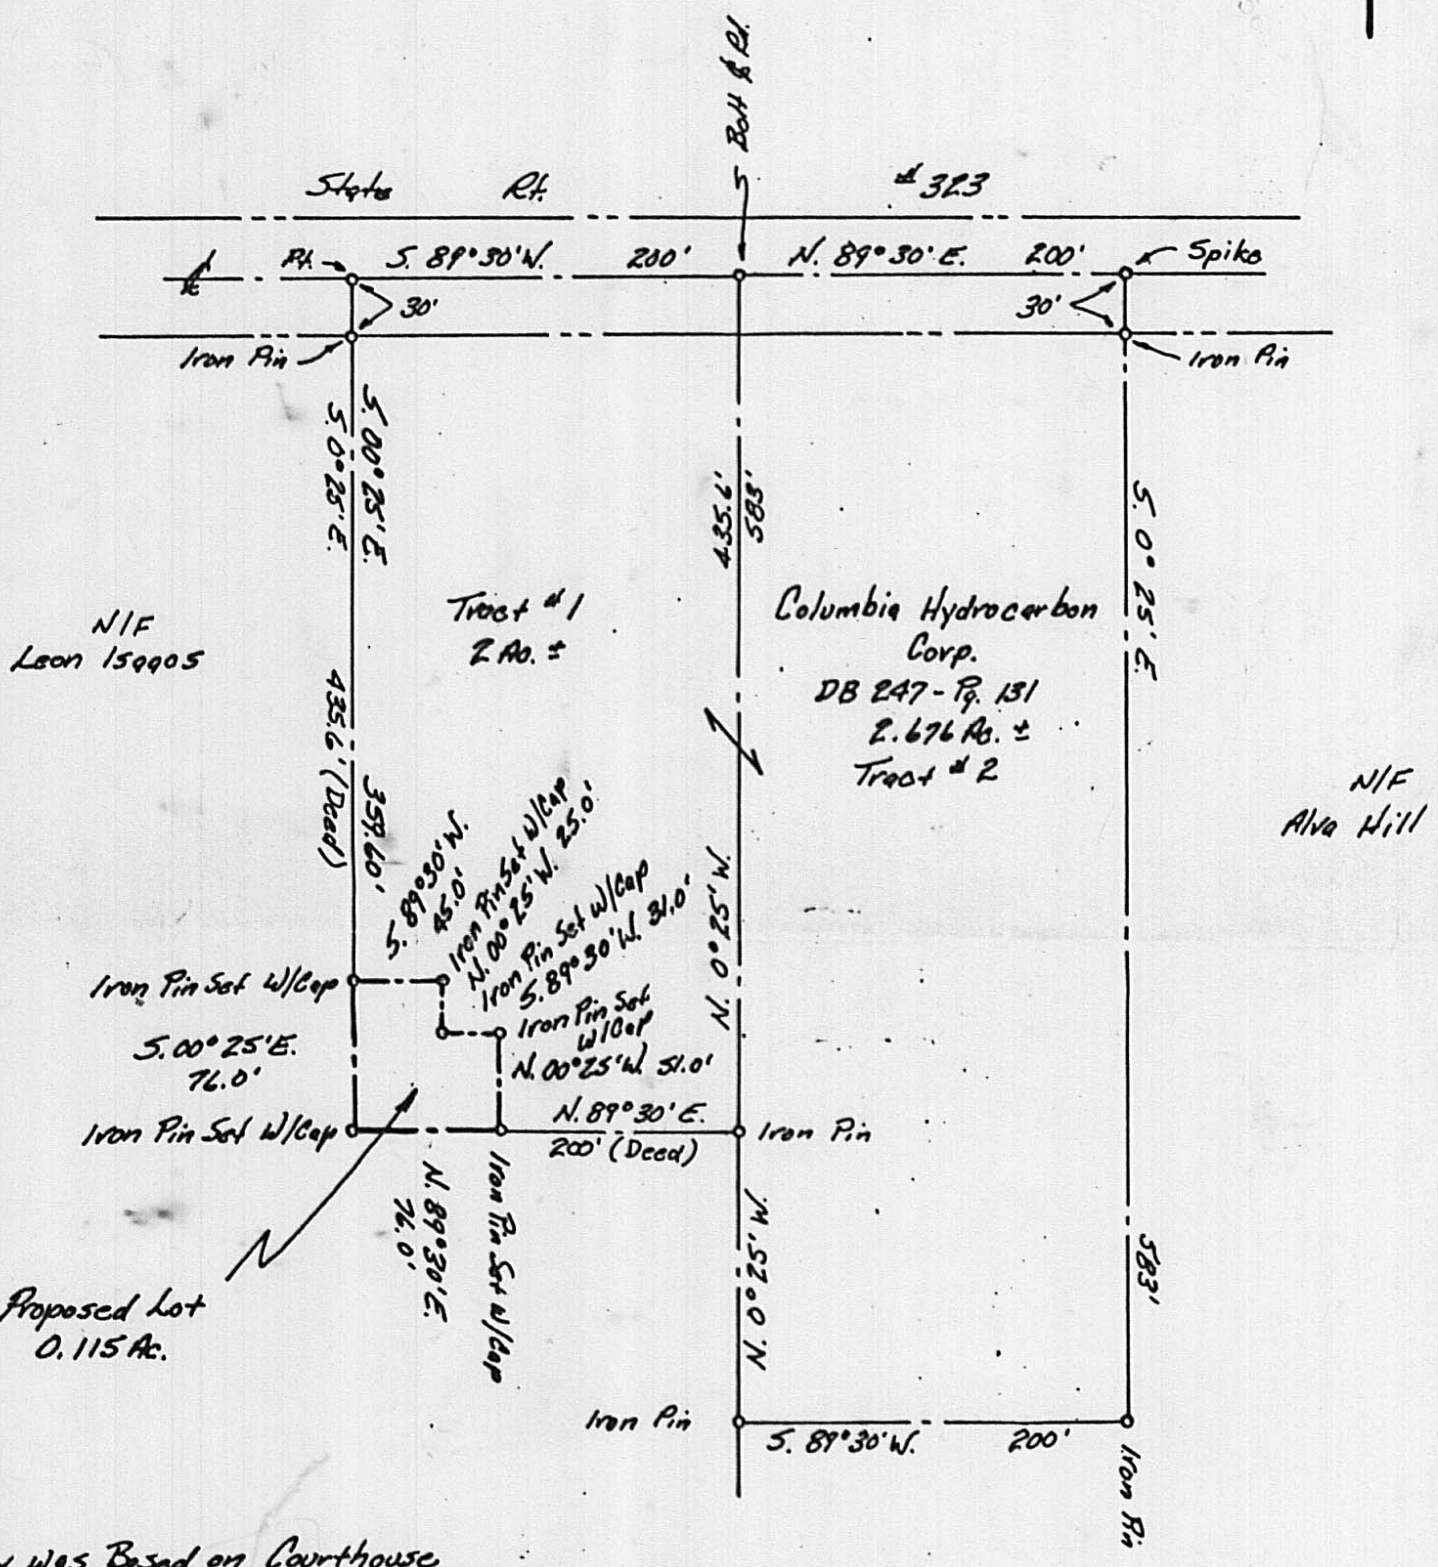 Bolt & Rd.
State Rt. # 323
Pt. S. 89°30'W. 200' N. 89°30'E. 200' Spike
30' 30'
Iron Pin Iron Pin
S. 00°25'E.
S. 0°25'E.
435.6' (Deed)
359.60'
435.6'
583'
S. 0°25'E.
583'
N/F
Leon Isaacs
Tract #1
2 Ac. ±
Columbia Hydrocarbon
Corp.
DB 247 - Pg. 131
2.676 Ac. ±
Tract # 2
N/F
Alva Hill
S. 89°30'W.
45.0'
Iron Pin Set W/Cap
N. 00°25'W. 25.0'
Iron Pin Set W/Cap
S. 89°30'W. 31.0'
Iron Pin Set
W/Cap
N. 00°25'W. 51.0'
N. 0°25'W.
Iron Pin Set W/Cap
S. 00°25'E.
76.0'
Iron Pin Set W/Cap
N. 89°30'E.
200' (Deed)
Iron Pin
N. 89°30'E.
76.0'
Iron Pin Set W/Cap
N. 0°25'W.
Proposed Lot
0.115 Ac.
Iron Pin
S. 89°30'W. 200'
Iron Pin
was Based on Courthouse